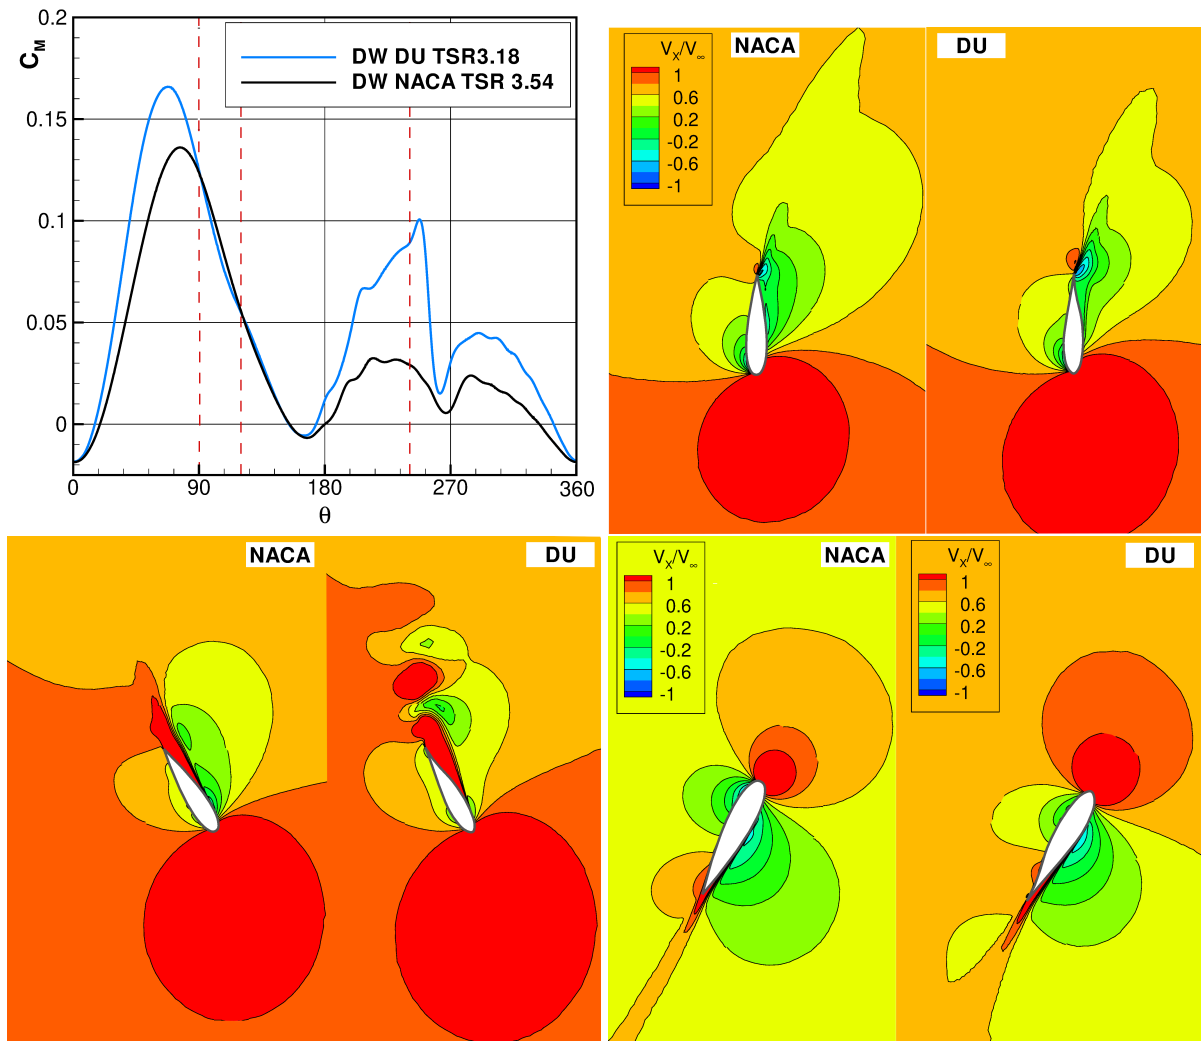 0.2
C_M
DW DU TSR3.18
DW NACA TSR 3.54
0.15
0.1
0.05
0
0 90 180 270 360
θ
V_X/V_∞
1
0.6
0.2
-0.2
-0.6
-1
NACA
DU
NACA
DU
V_X/V_∞
1
0.6
0.2
-0.2
-0.6
-1
NACA
V_X/V_∞
1
0.6
0.2
-0.2
-0.6
-1
DU